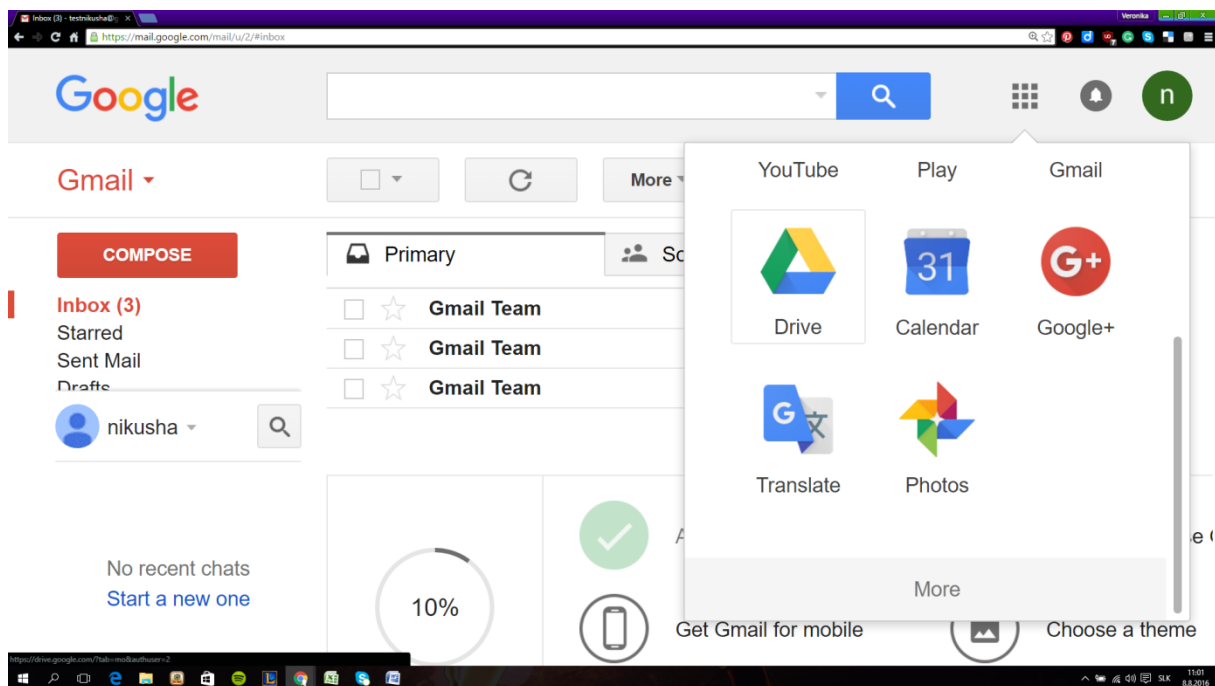 Inbox (3) - testnikusha@g
Veronika
https://mail.google.com/mail/u/2/#inbox
Google
n
Gmail
More
YouTube Play Gmail
COMPOSE
Primary
So
31
G+
Inbox (3)
Gmail Team
Starred
Drive Calendar Google+
Sent Mail
Gmail Team
Drafts
Gmail Team
nikusha
G
Translate Photos
No recent chats
Start a new one
More
10%
Get Gmail for mobile
Choose a theme
https://drive.google.com/?tab=mo&authuser=2
SLK
11:01
8.8.2016